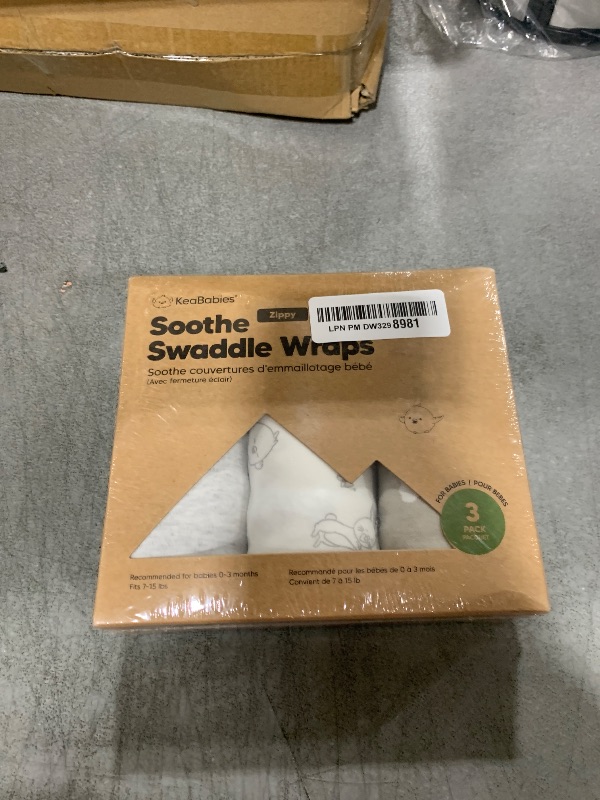 KeaBabies
Soothe Zippy
Swaddle Wraps
LPN PM DW3298981
Soothe couvertures d'emmaillotage bébé
(Avec fermeture éclair)
FOR BABIES | POUR BÉBÉS
3
PACK
PRODUIT
Recommended for babies 0-3 months
Fits 7-15 lbs
Recommandé pour les bébés de 0 à 3 mois
Convient de 7 à 15 lb